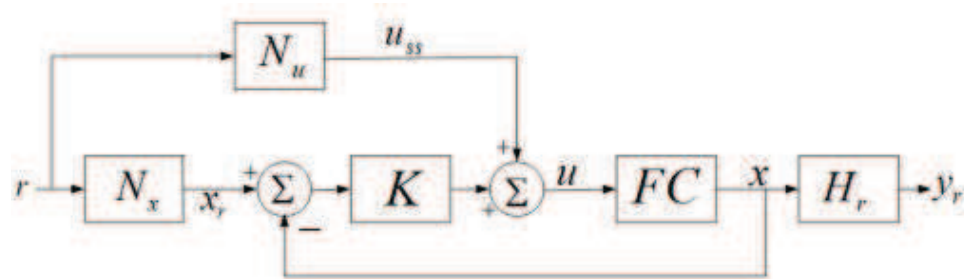 N_u
u_ss
+
r
N_x
x_r
+
Σ
−
K
+
Σ
u
FC
x
H_r
y_r